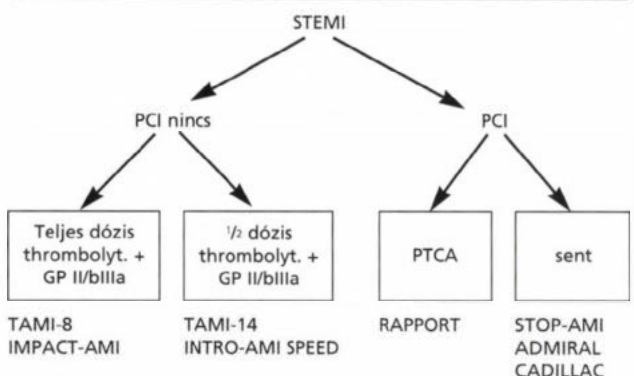 STEMI
PCI nincs
PCI
Teljes dózis
thrombolyt. +
GP II/bIIIa
1/2 dózis
thrombolyt. +
GP II/bIIIa
PTCA
sent
TAMI-8
IMPACT-AMI
TAMI-14
INTRO-AMI SPEED
RAPPORT
STOP-AMI
ADMIRAL
CADILLAC